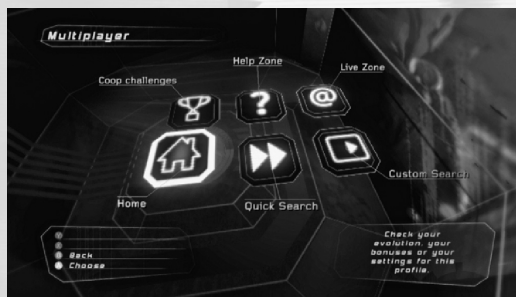 Multiplayer
Help Zone
Coop challenges
Live Zone
?
@
Custom Search
Home
Quick Search
Y
X
B Back
A Choose
Check your
evolution, your
bonuses or your
settings for this
profile.